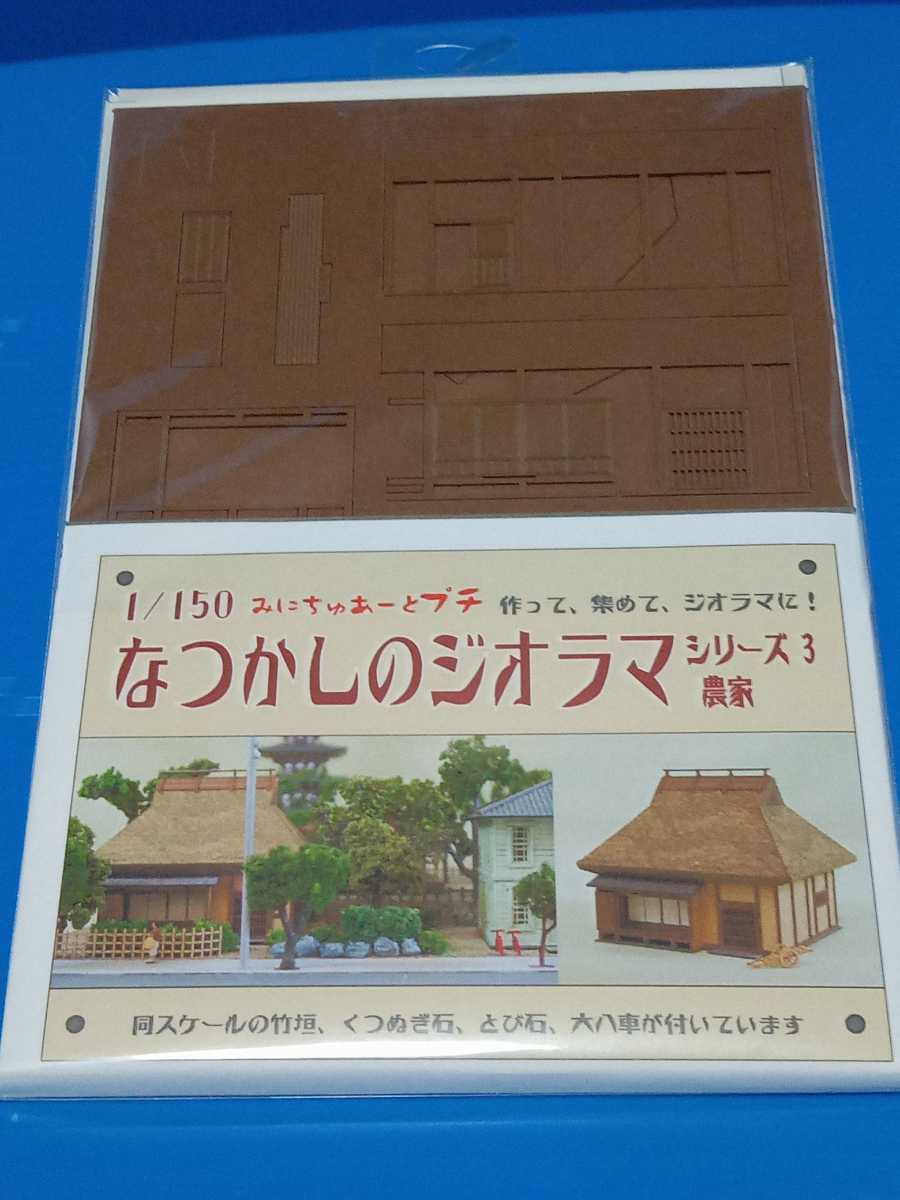 1/150 みにちゅあーとプチ 作って、集めて、ジオラマに!
なつかしのジオラマ シリーズ 3
農家
同スケールの竹垣、くつぬぎ石、とび石、大八車が付いています